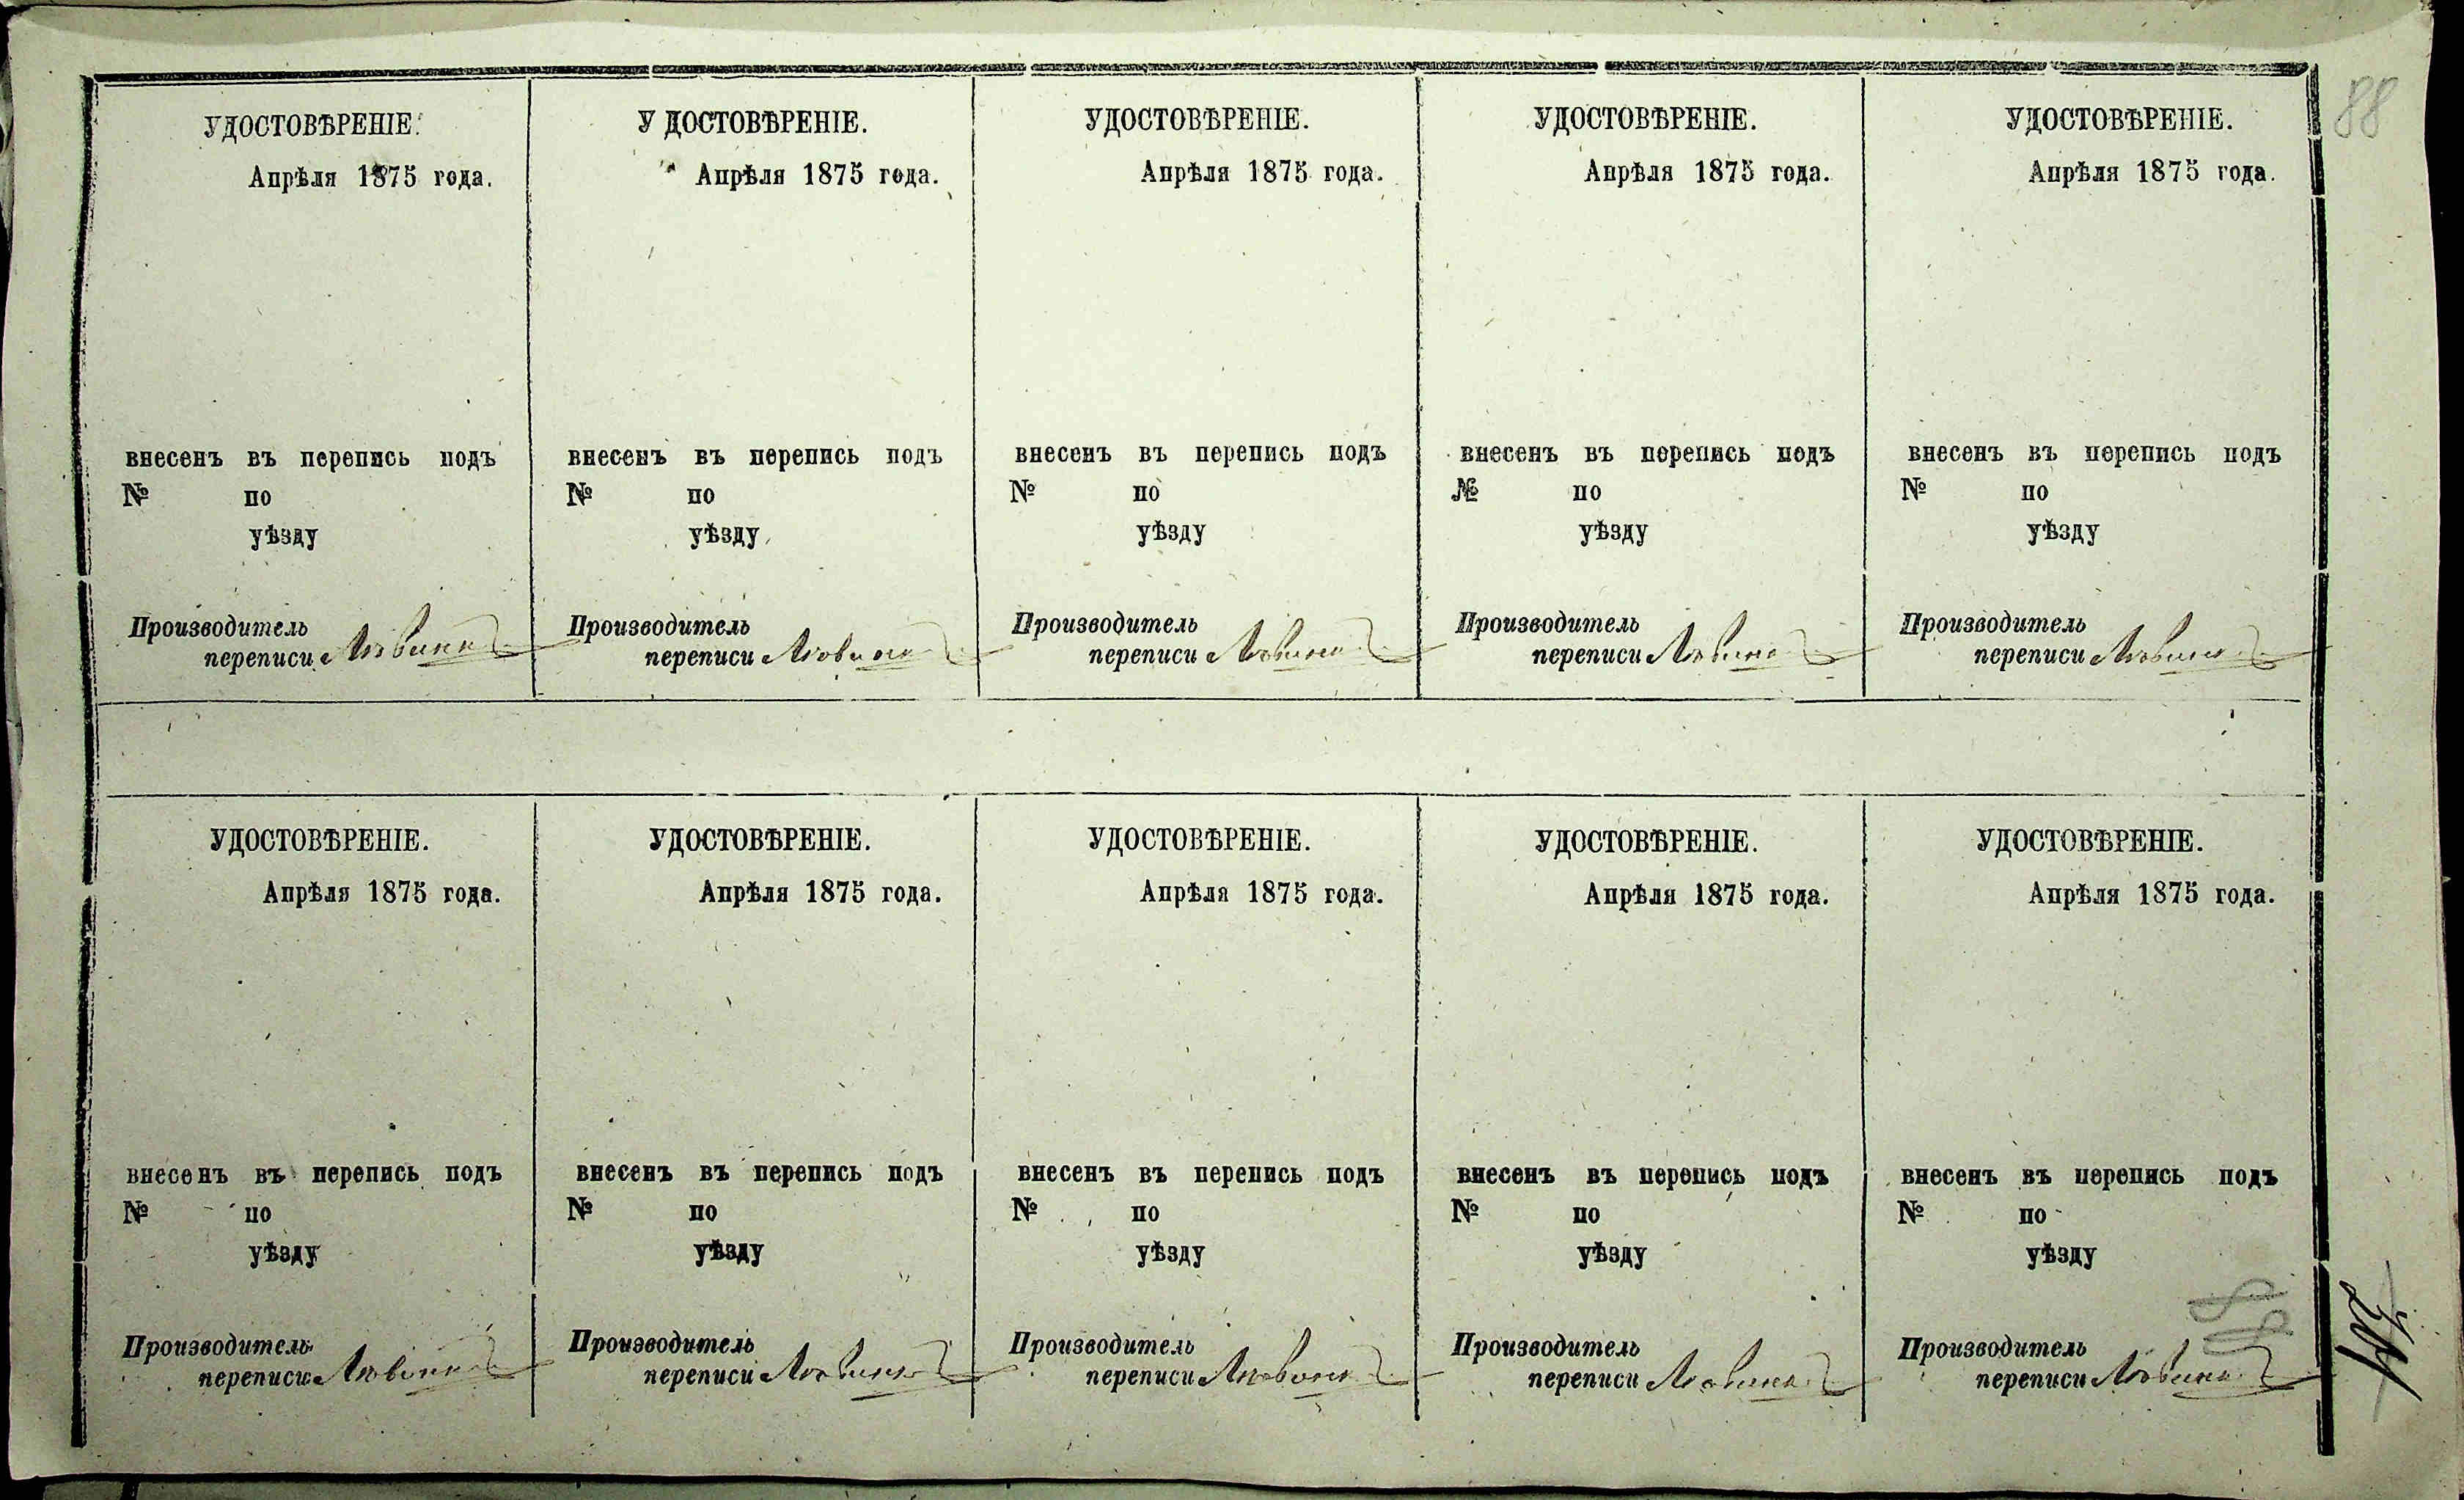 88
УДОСТОВѢРЕНІЕ.
Апрѣля 1875 года.
внесенъ въ перепись подъ
№ по
уѣзду
Производитель
переписи
У ДОСТОВѢРЕНІЕ.
Апрѣля 1875 года.
внесенъ въ перепись подъ
№ по
уѣзду
Производитель
переписи
УДОСТОВѢРЕНІЕ.
Апрѣля 1875 года.
внесенъ въ перепись подъ
№ по
уѣзду
Производитель
переписи
УДОСТОВѢРЕНІЕ.
Апрѣля 1875 года.
внесенъ въ перепись подъ
№ по
уѣзду
Производитель
переписи
УДОСТОВѢРЕНІЕ.
Апрѣля 1875 года.
внесенъ въ перепись подъ
№ по
уѣзду
Производитель
переписи
УДОСТОВѢРЕНІЕ.
Апрѣля 1875 года.
внесенъ въ перепись подъ
№ по
уѣзду
Производитель
переписи
УДОСТОВѢРЕНІЕ.
Апрѣля 1875 года.
внесенъ въ перепись подъ
№ по
уѣзду
Производитель
переписи
УДОСТОВѢРЕНІЕ.
Апрѣля 1875 года.
внесенъ въ перепись подъ
№ по
уѣзду
Производитель
переписи
УДОСТОВѢРЕНІЕ.
Апрѣля 1875 года.
внесенъ въ перепись подъ
№ по
уѣзду
Производитель
переписи
УДОСТОВѢРЕНІЕ.
Апрѣля 1875 года.
внесенъ въ перепись подъ
№ по
уѣзду
Производитель
переписи
88